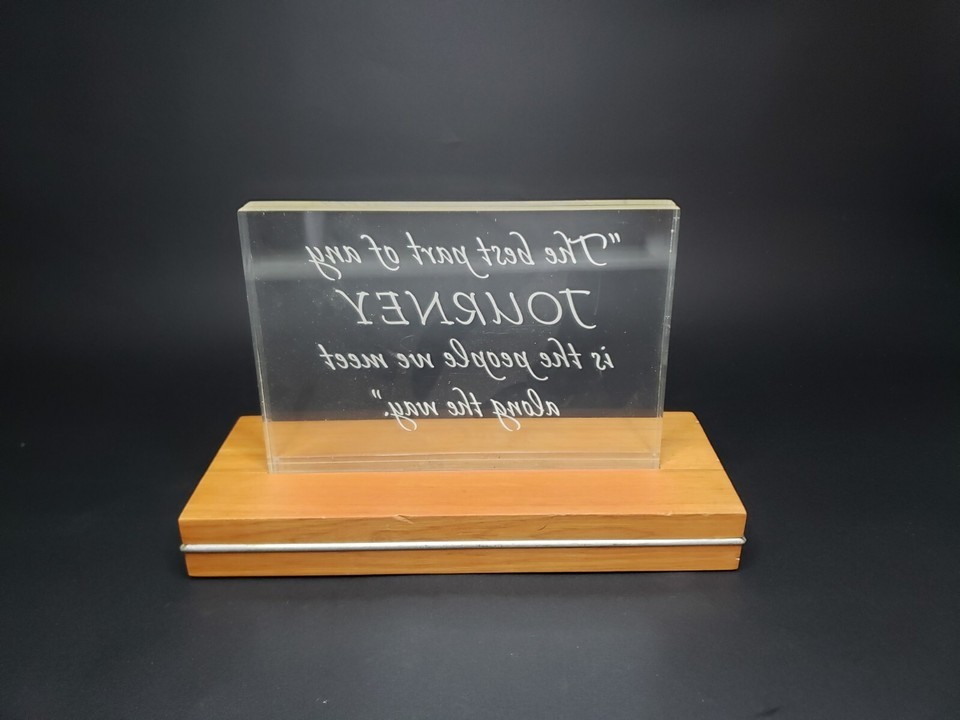 "The best part of any
JOURNEY
is the people we meet
along the way."